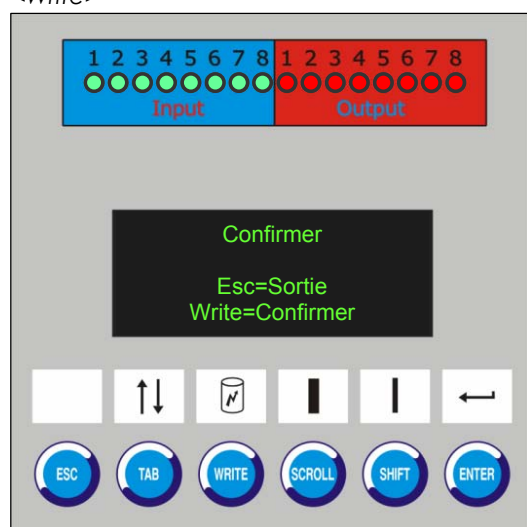 <Write>
1 2 3 4 5 6 7 8 1 2 3 4 5 6 7 8
Input Output
Confirmer
Esc=Sortie
Write=Confirmer
ESC TAB WRITE SCROLL SHIFT ENTER